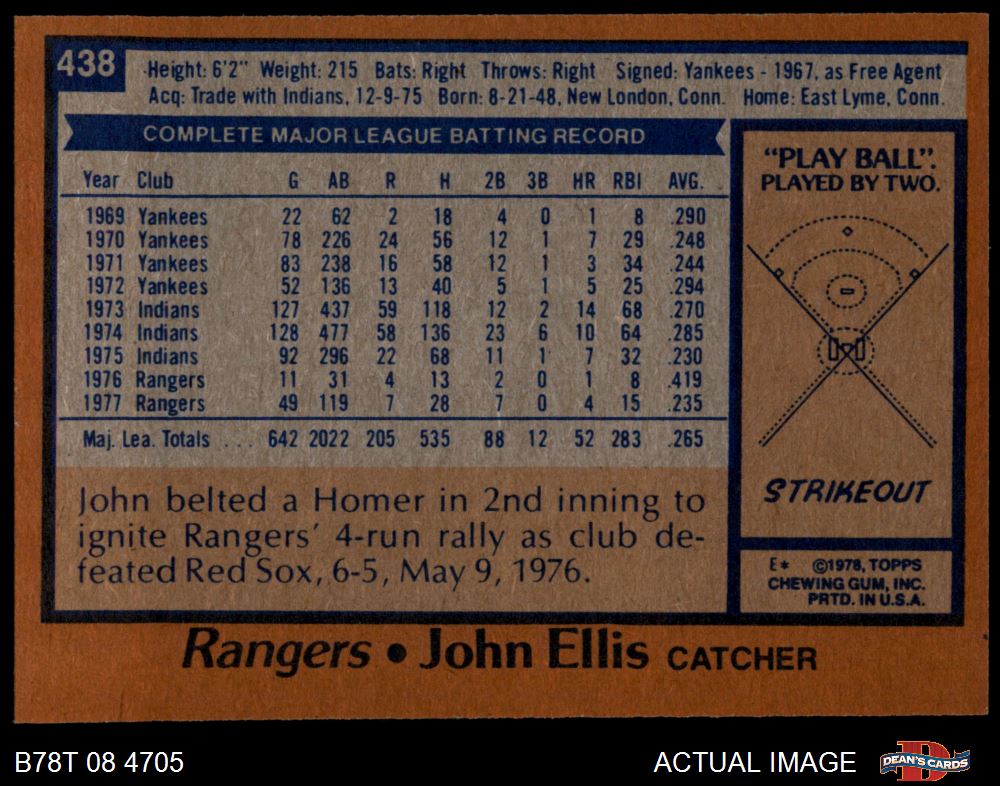 438
Height: 6'2" Weight: 215 Bats: Right Throws: Right Signed: Yankees - 1967, as Free Agent
Acq: Trade with Indians, 12-9-75 Born: 8-21-48, New London, Conn. Home: East Lyme, Conn.
COMPLETE MAJOR LEAGUE BATTING RECORD
Year Club G AB R H 2B 3B HR RBI AVG.
1969 Yankees 22 62 2 18 4 0 1 8 .290
1970 Yankees 78 226 24 56 12 1 7 29 .248
1971 Yankees 83 238 16 58 12 1 3 34 .244
1972 Yankees 52 136 13 40 5 1 5 25 .294
1973 Indians 127 437 59 118 12 2 14 68 .270
1974 Indians 128 477 58 136 23 6 10 64 .285
1975 Indians 92 296 22 68 11 1 7 32 .230
1976 Rangers 11 31 4 13 2 0 1 8 .419
1977 Rangers 49 119 7 28 7 0 4 15 .235
Maj. Lea. Totals . . . 642 2022 205 535 88 12 52 283 .265
John belted a Homer in 2nd inning to
ignite Rangers' 4-run rally as club de-
feated Red Sox, 6-5, May 9, 1976.
"PLAY BALL".
PLAYED BY TWO.
STRIKEOUT
E* ©1978, TOPPS
CHEWING GUM, INC.
PRTD. IN U.S.A.
Rangers • John Ellis CATCHER
B78T 08 4705
ACTUAL IMAGE
DEAN'S CARDS